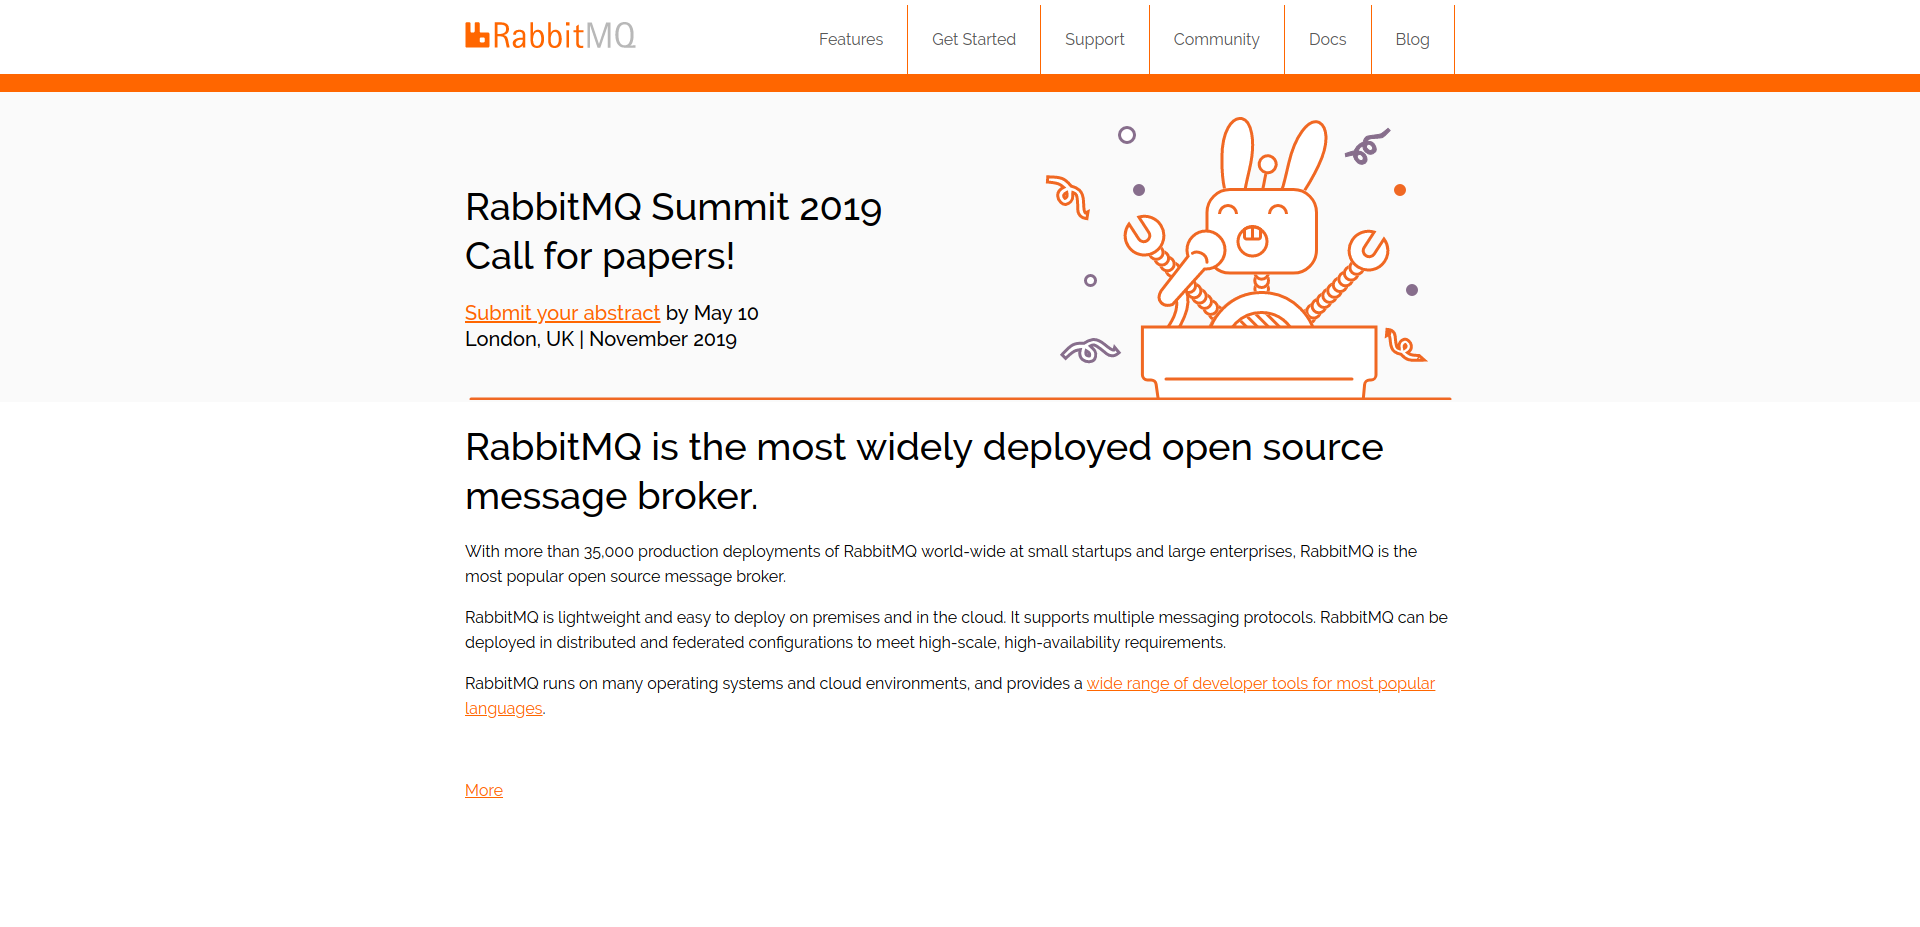 RabbitMQ
Features
Get Started
Support
Community
Docs
Blog
RabbitMQ Summit 2019
Call for papers!
Submit your abstract by May 10
London, UK | November 2019
RabbitMQ is the most widely deployed open source
message broker.
With more than 35,000 production deployments of RabbitMQ world-wide at small startups and large enterprises, RabbitMQ is the
most popular open source message broker.
RabbitMQ is lightweight and easy to deploy on premises and in the cloud. It supports multiple messaging protocols. RabbitMQ can be
deployed in distributed and federated configurations to meet high-scale, high-availability requirements.
RabbitMQ runs on many operating systems and cloud environments, and provides a wide range of developer tools for most popular
languages.
More